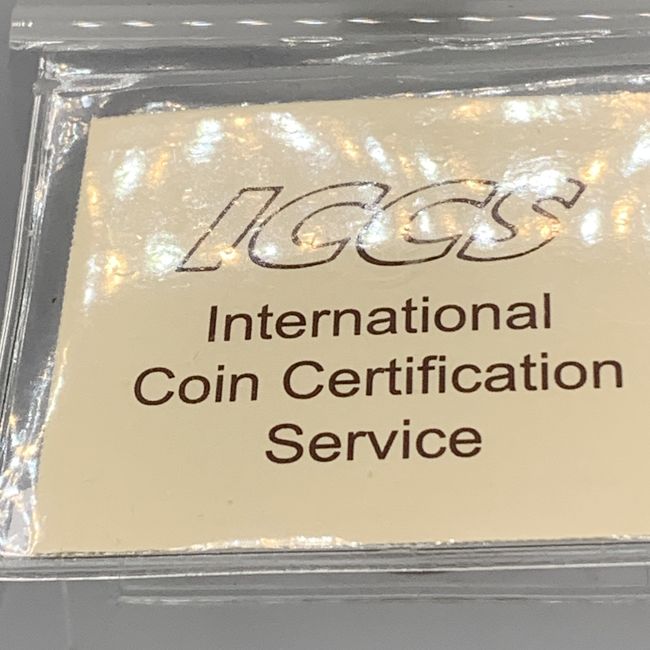 ICCS
International
Coin Certification
Service